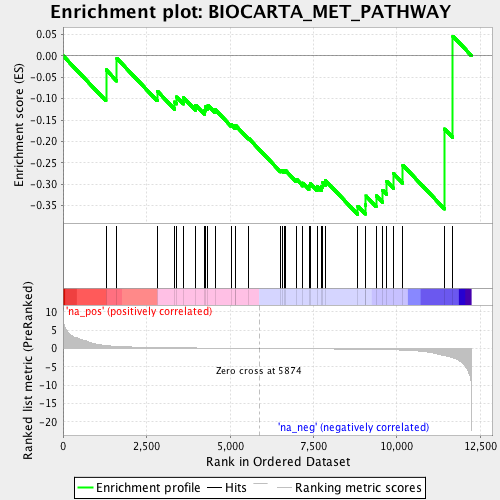 Enrichment plot: BIOCARTA_MET_PATHWAY
Enrichment score (ES)
0.05
0.00
-0.05
-0.10
-0.15
-0.20
-0.25
-0.30
-0.35
'na_pos' (positively correlated)
Ranked list metric (PreRanked)
10
5
0
-5
-10
-15
-20
Zero cross at 5874
'na_neg' (negatively correlated)
0
2,500
5,000
7,500
10,000
12,500
Rank in Ordered Dataset
Enrichment profile
Hits
Ranking metric scores